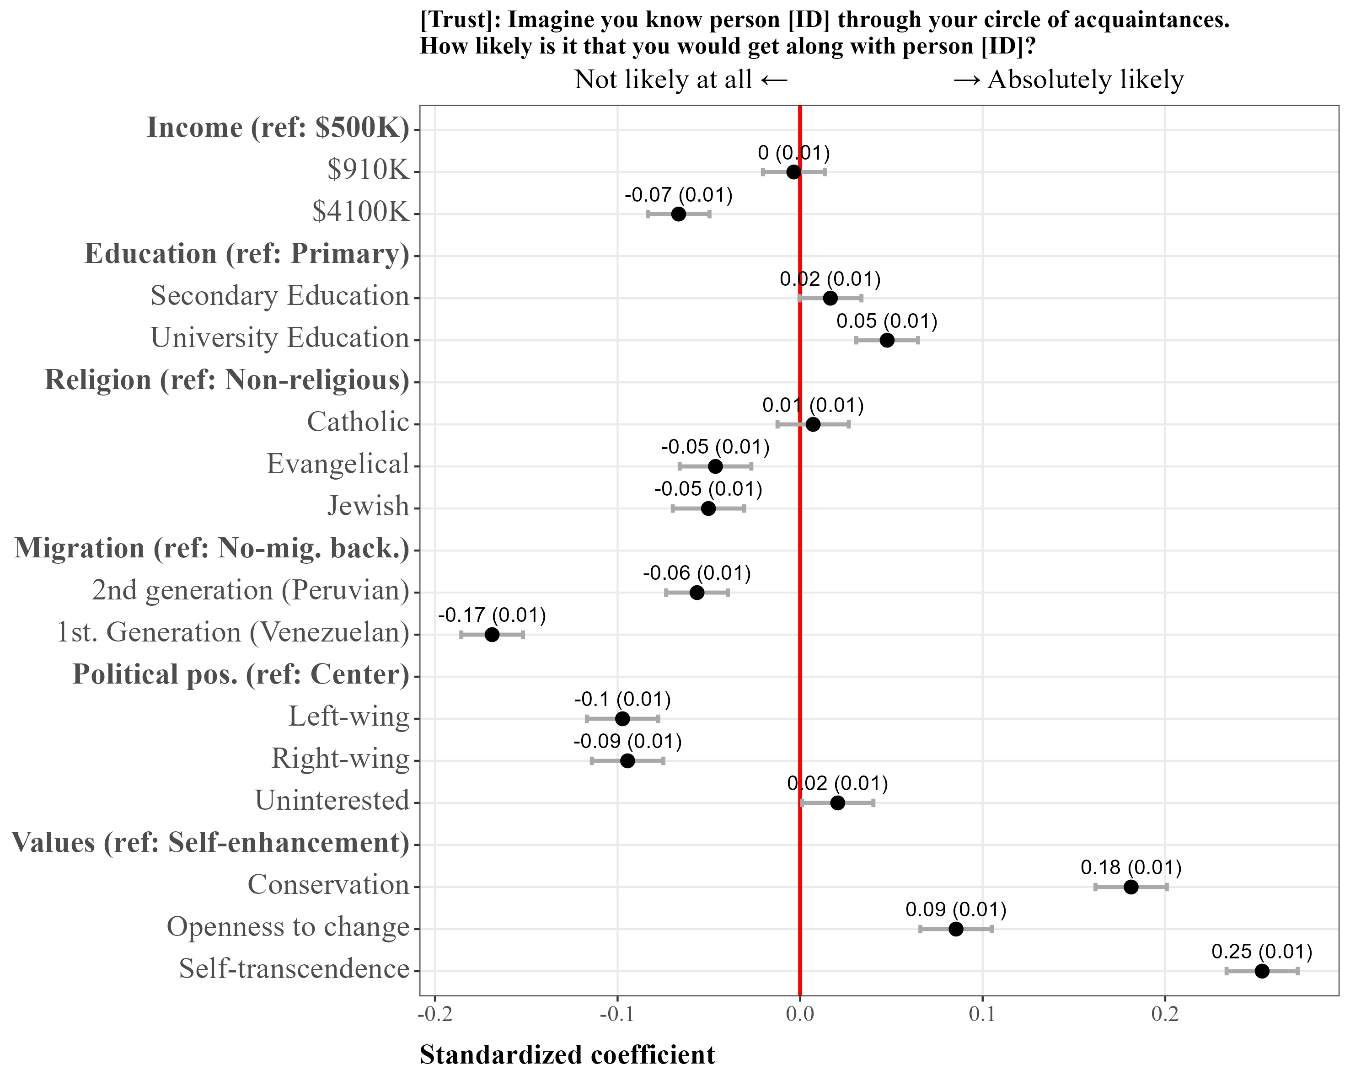 [Trust]: Imagine you know person [ID] through your circle of acquaintances.
How likely is it that you would get along with person [ID]?
Not likely at all ← → Absolutely likely
Income (ref: $500K)
$910K 0 (0.01)
$4100K -0.07 (0.01)
Education (ref: Primary)
Secondary Education 0.02 (0.01)
University Education 0.05 (0.01)
Religion (ref: Non-religious)
Catholic 0.01 (0.01)
Evangelical -0.05 (0.01)
Jewish -0.05 (0.01)
Migration (ref: No-mig. back.)
2nd generation (Peruvian) -0.06 (0.01)
1st. Generation (Venezuelan) -0.17 (0.01)
Political pos. (ref: Center)
Left-wing -0.1 (0.01)
Right-wing -0.09 (0.01)
Uninterested 0.02 (0.01)
Values (ref: Self-enhancement)
Conservation 0.18 (0.01)
Openness to change 0.09 (0.01)
Self-transcendence 0.25 (0.01)
-0.2 -0.1 0.0 0.1 0.2
Standardized coefficient